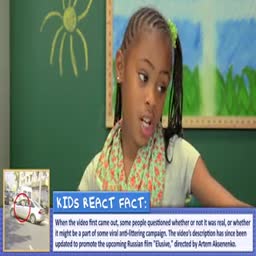 KIDS REACT FACT:
When the video first came out, some people questioned whether or not it was real, or whether
it might be a part of some viral anti-littering campaign. The video's description has since
been updated to promote the upcoming Russian film "Elusive," directed by Artem Aksenenko.